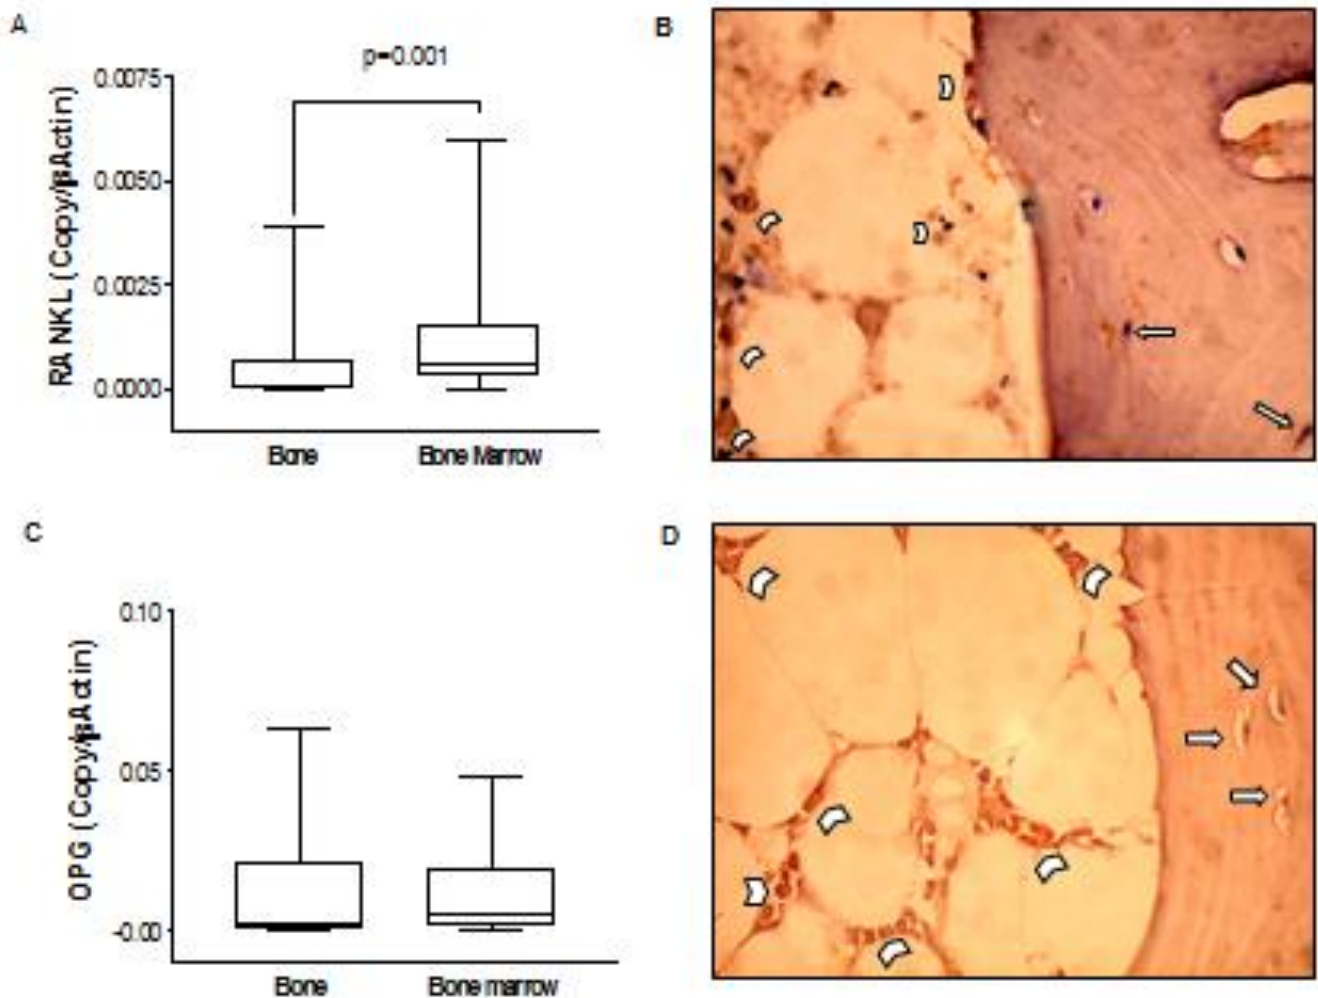 A
p=0.001
RANKL (Copy/βActin)
0.0075
0.0050
0.0025
0.0000
Bone
Bone Marrow
B
C
OPG (Copy/βActin)
0.10
0.05
-0.00
Bone
Bone marrow
D